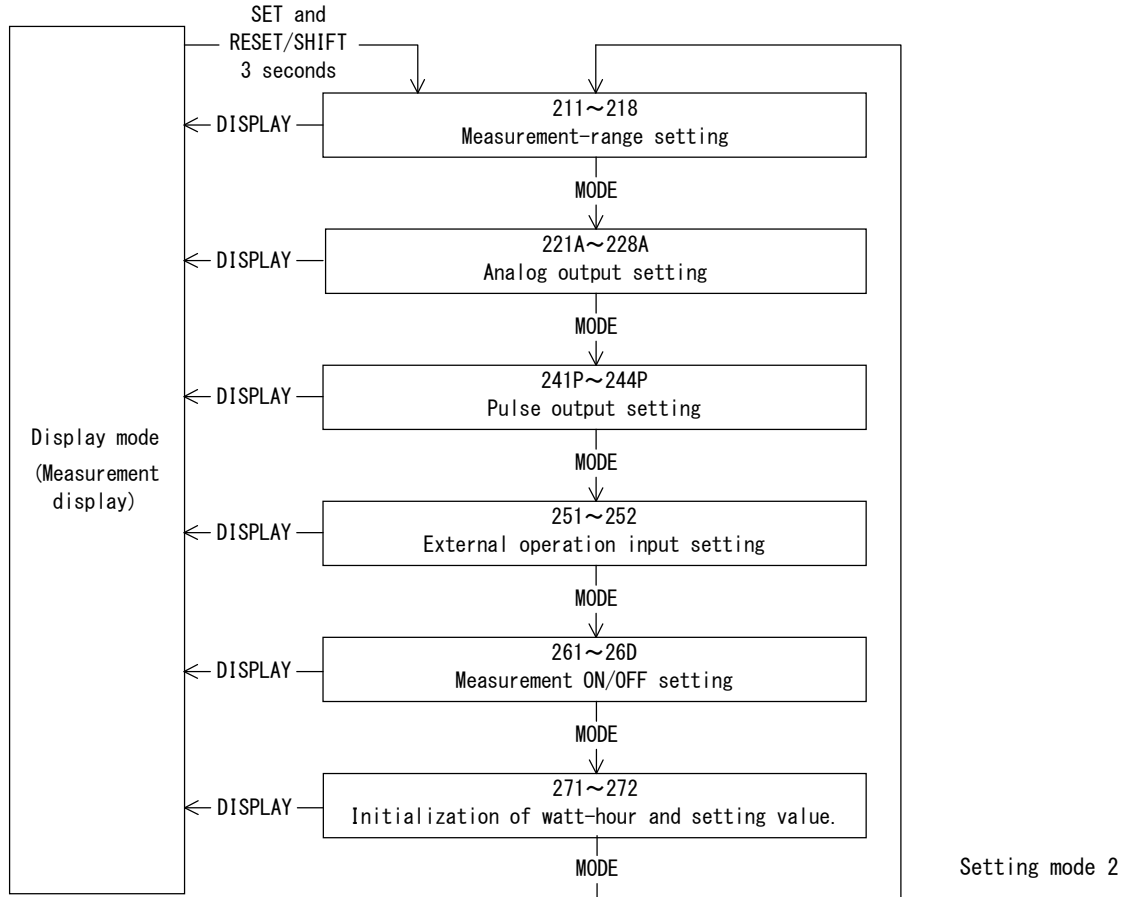 SET and
RESET/SHIFT
3 seconds
211～218
Measurement-range setting
DISPLAY
MODE
221A～228A
Analog output setting
DISPLAY
MODE
241P～244P
Pulse output setting
DISPLAY
MODE
Display mode
(Measurement
display)
251～252
External operation input setting
DISPLAY
MODE
261～26D
Measurement ON/OFF setting
DISPLAY
MODE
271～272
Initialization of watt-hour and setting value.
DISPLAY
MODE
Setting mode 2